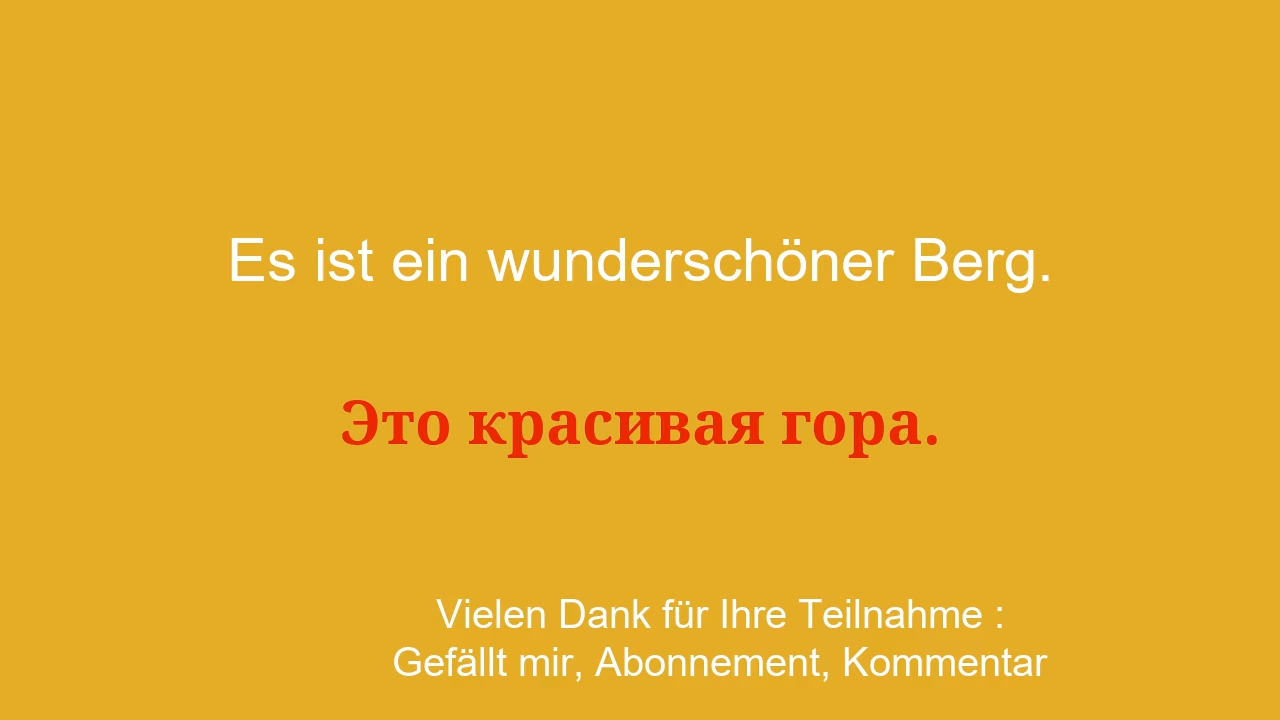 Es ist ein wunderschöner Berg.
Это красивая гора.
Vielen Dank für Ihre Teilnahme :
Gefällt mir, Abonnement, Kommentar